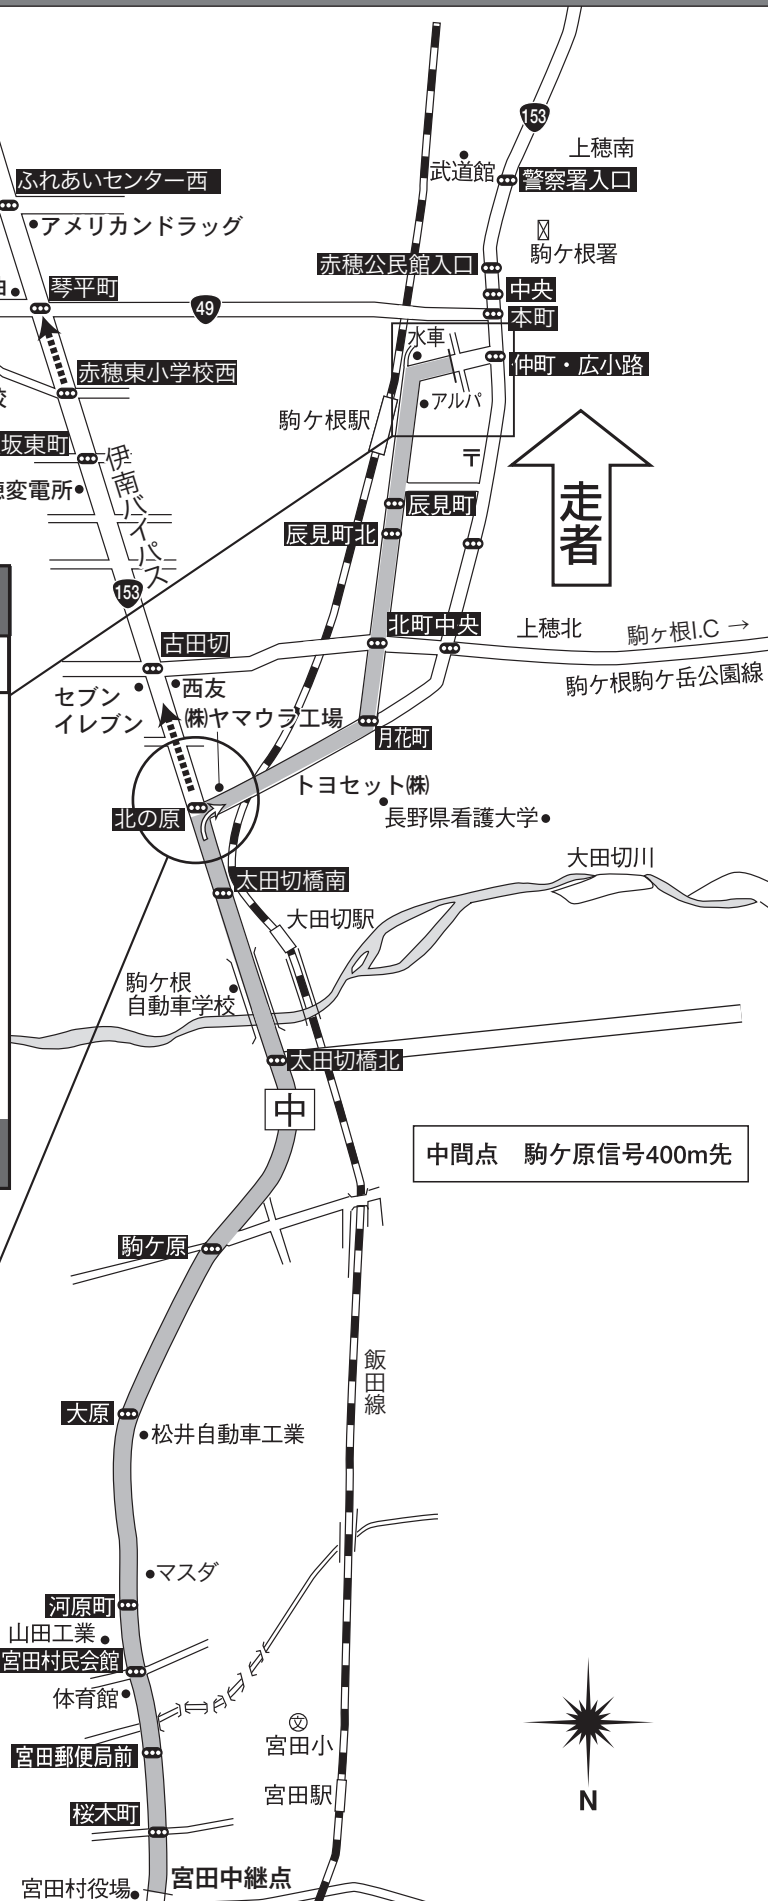 153
上穂南
武道館
警察署入口
ふれあいセンター西
アメリカンドラッグ
駒ケ根署
赤穂公民館入口
琴平町
中央
49
本町
水車
仲町・広小路
赤穂東小学校西
アルパ
駒ケ根駅
坂東町
〒
伊南バイパス
変電所
走者
辰見町
辰見町北
153
北町中央
上穂北
駒ヶ根I.C →
古田切
駒ケ根駒ケ岳公園線
西友
セブン
イレブン
㈱ヤマウラ工場
月花町
トヨセット㈱
北の原
長野県看護大学
大田切川
太田切橋南
大田切駅
駒ケ根
自動車学校
太田切橋北
中
中間点　駒ケ原信号400m先
駒ケ原
飯田線
大原
松井自動車工業
マスダ
河原町
山田工業
宮田村民会館
体育館
文
宮田小
宮田郵便局前
宮田駅
N
桜木町
宮田中継点
宮田村役場